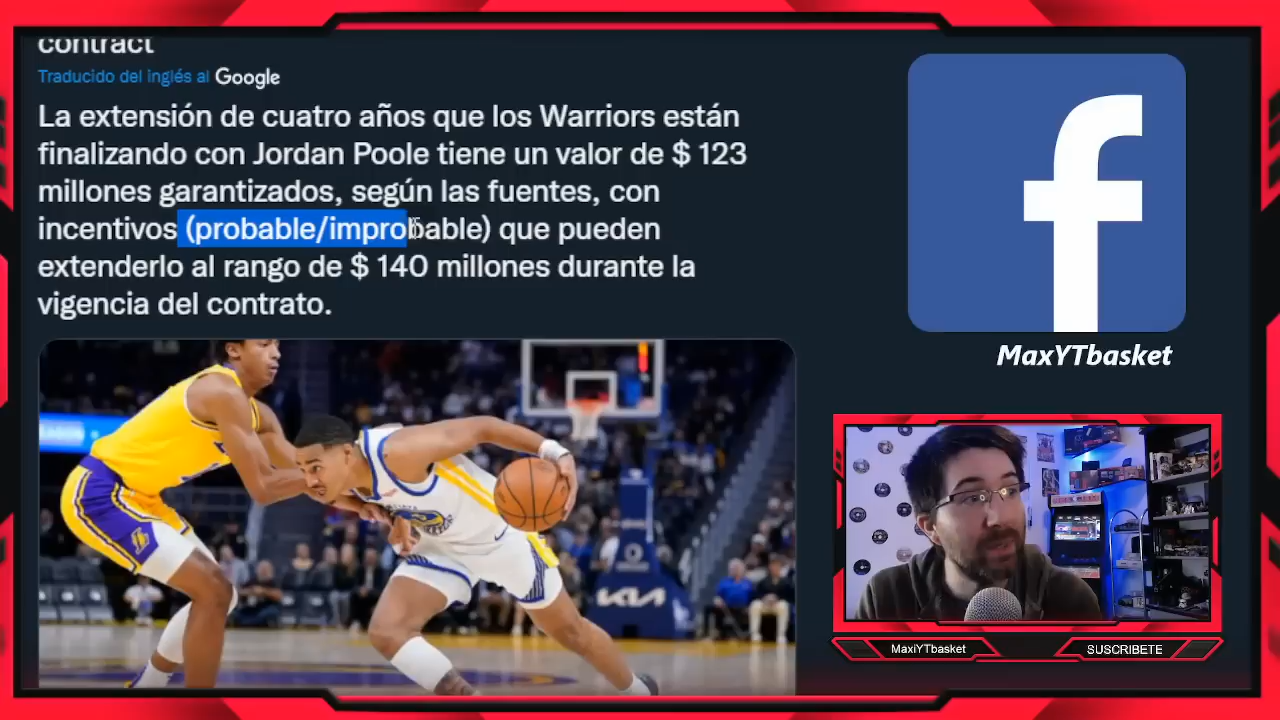 contract
Traducido del inglés al Google
La extensión de cuatro años que los Warriors están
finalizando con Jordan Poole tiene un valor de $ 123
millones garantizados, según las fuentes, con
incentivos (probable/improbable) que pueden
extenderlo al rango de $ 140 millones durante la
vigencia del contrato.
f
MaxYTbasket
KIA
MaxiYTbasket
SUSCRIBETE